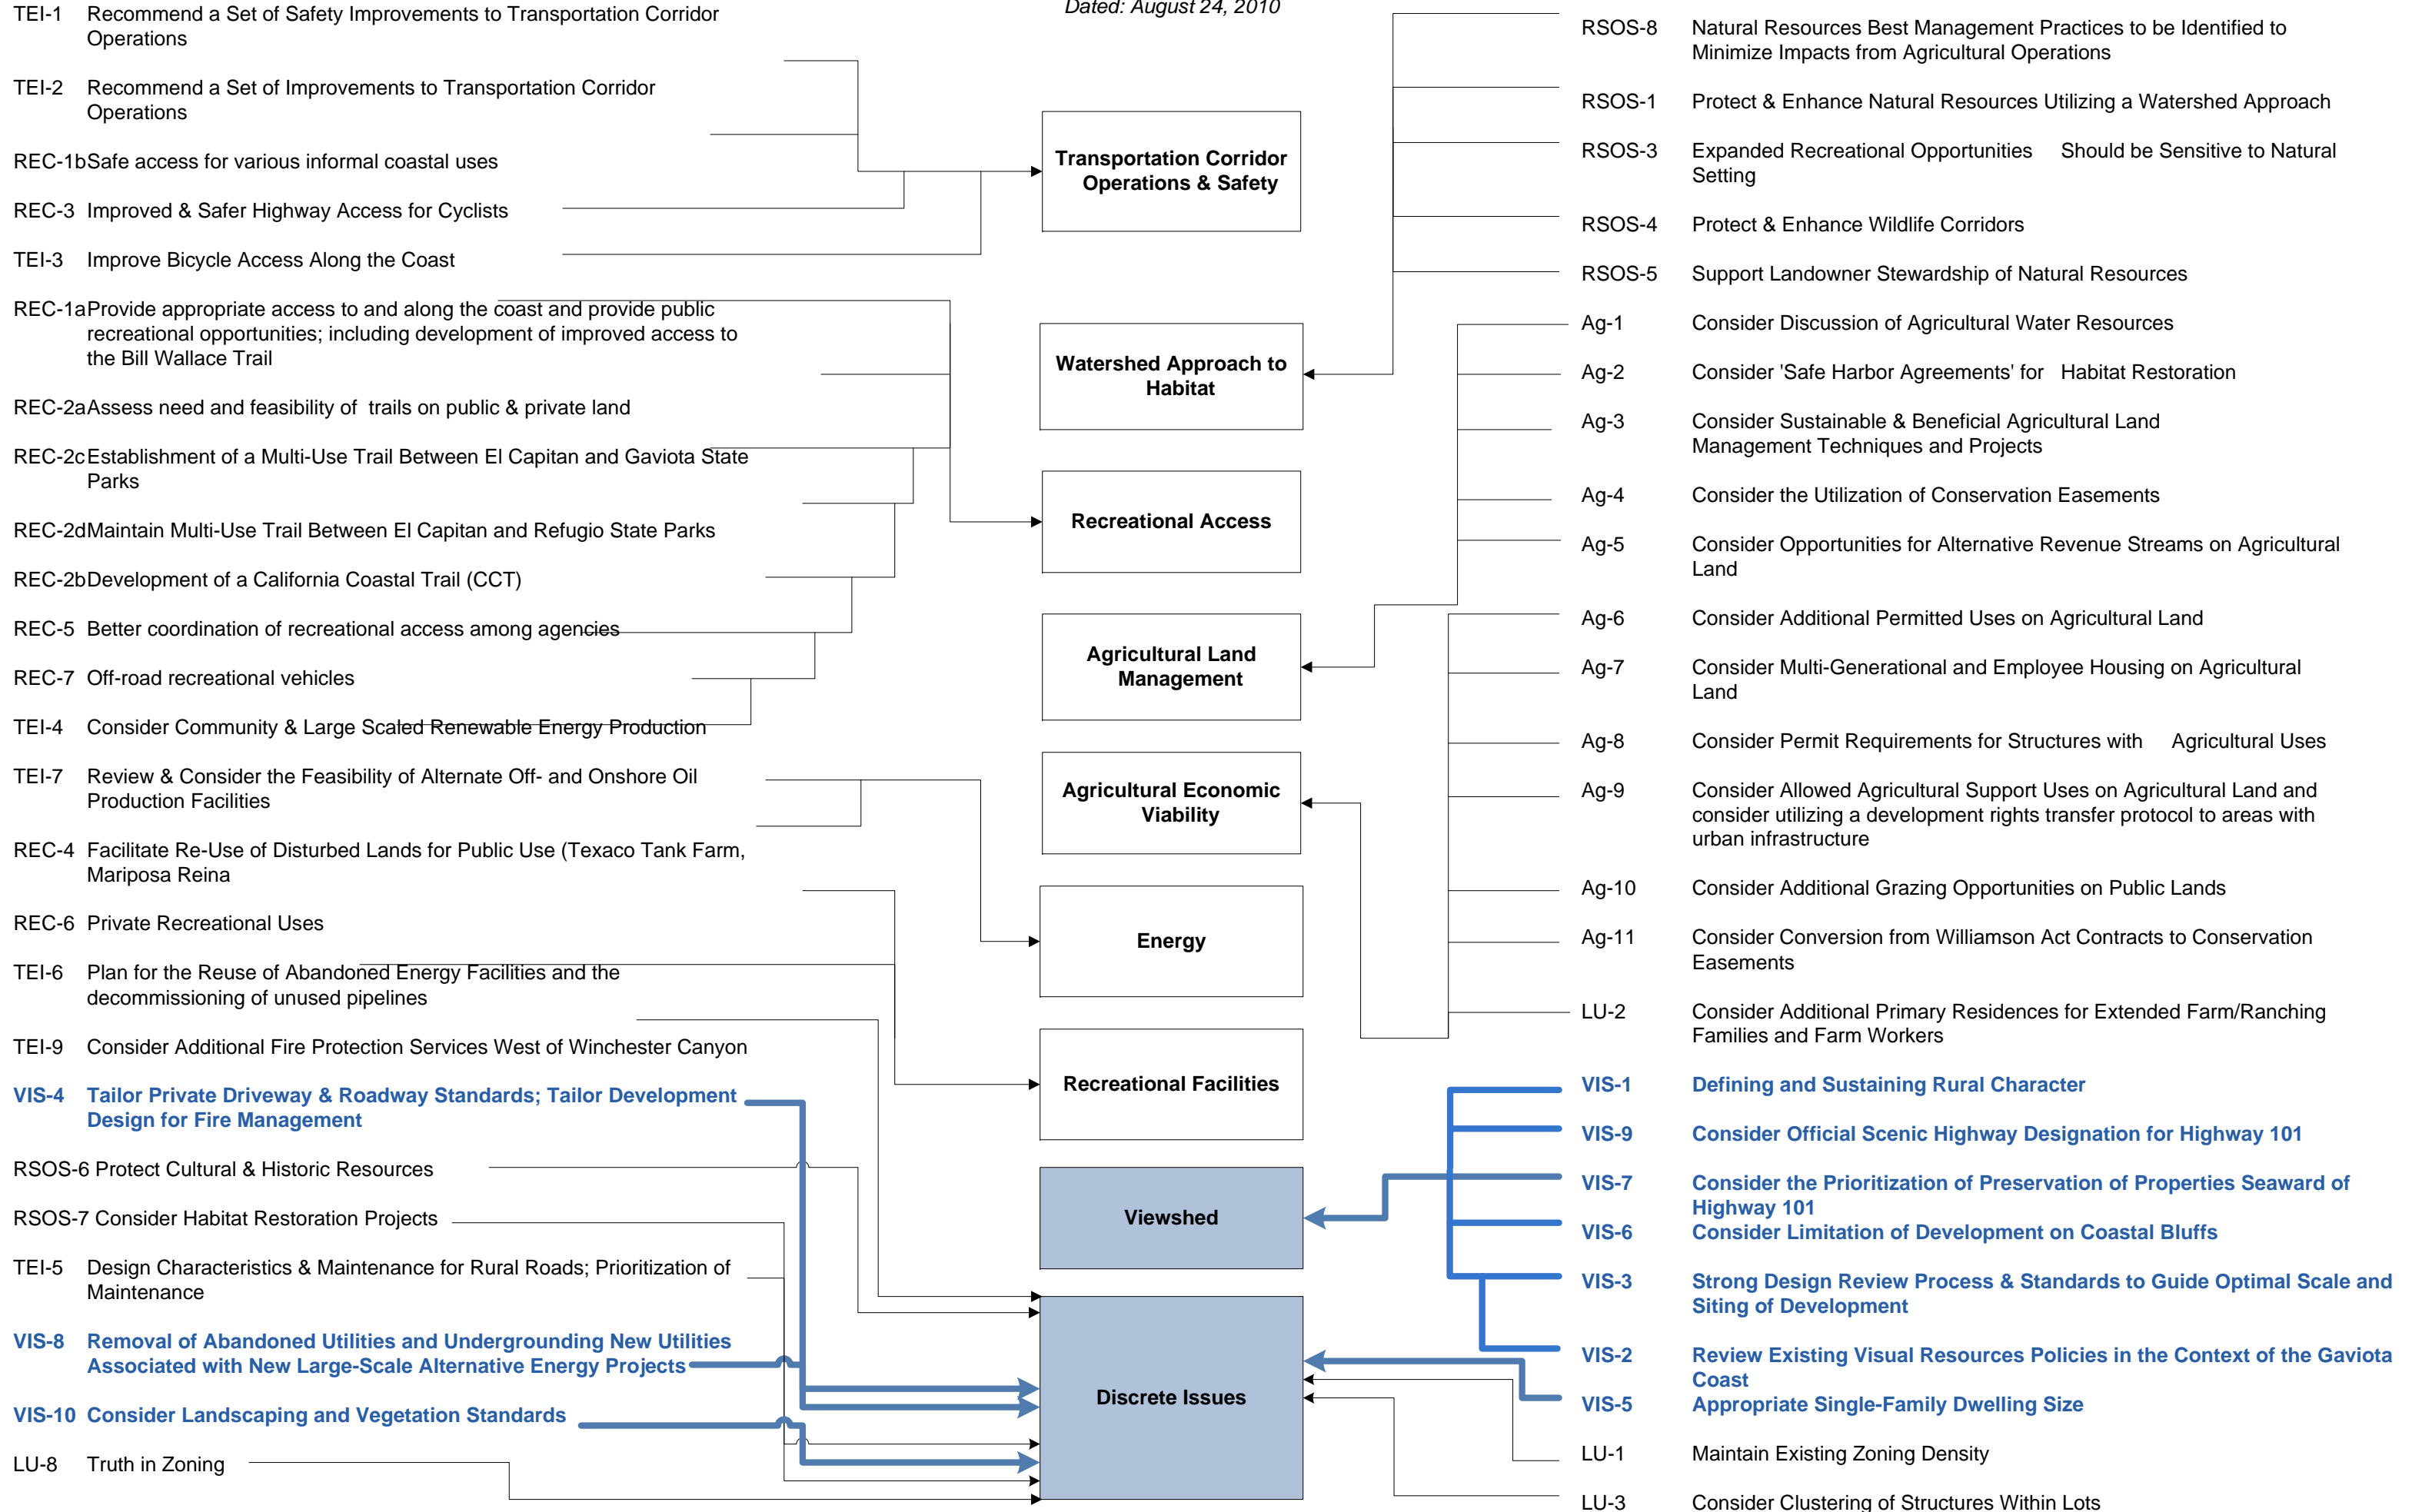 Dated: August 24, 2010
TEI-1 Recommend a Set of Safety Improvements to Transportation Corridor
Operations
TEI-2 Recommend a Set of Improvements to Transportation Corridor
Operations
REC-1bSafe access for various informal coastal uses
REC-3 Improved & Safer Highway Access for Cyclists
TEI-3 Improve Bicycle Access Along the Coast
REC-1aProvide appropriate access to and along the coast and provide public
recreational opportunities; including development of improved access to
the Bill Wallace Trail
REC-2aAssess need and feasibility of trails on public & private land
REC-2cEstablishment of a Multi-Use Trail Between El Capitan and Gaviota State
Parks
REC-2dMaintain Multi-Use Trail Between El Capitan and Refugio State Parks
REC-2bDevelopment of a California Coastal Trail (CCT)
REC-5 Better coordination of recreational access among agencies
REC-7 Off-road recreational vehicles
TEI-4 Consider Community & Large Scaled Renewable Energy Production
TEI-7 Review & Consider the Feasibility of Alternate Off- and Onshore Oil
Production Facilities
REC-4 Facilitate Re-Use of Disturbed Lands for Public Use (Texaco Tank Farm,
Mariposa Reina
REC-6 Private Recreational Uses
TEI-6 Plan for the Reuse of Abandoned Energy Facilities and the
decommissioning of unused pipelines
TEI-9 Consider Additional Fire Protection Services West of Winchester Canyon
VIS-4 Tailor Private Driveway & Roadway Standards; Tailor Development
Design for Fire Management
RSOS-6 Protect Cultural & Historic Resources
RSOS-7 Consider Habitat Restoration Projects
TEI-5 Design Characteristics & Maintenance for Rural Roads; Prioritization of
Maintenance
VIS-8 Removal of Abandoned Utilities and Undergrounding New Utilities
Associated with New Large-Scale Alternative Energy Projects
VIS-10 Consider Landscaping and Vegetation Standards
LU-8 Truth in Zoning
Transportation Corridor
Operations & Safety
Watershed Approach to
Habitat
Recreational Access
Agricultural Land
Management
Agricultural Economic
Viability
Energy
Recreational Facilities
Viewshed
Discrete Issues
RSOS-8 Natural Resources Best Management Practices to be Identified to
Minimize Impacts from Agricultural Operations
RSOS-1 Protect & Enhance Natural Resources Utilizing a Watershed Approach
RSOS-3 Expanded Recreational Opportunities Should be Sensitive to Natural
Setting
RSOS-4 Protect & Enhance Wildlife Corridors
RSOS-5 Support Landowner Stewardship of Natural Resources
Ag-1 Consider Discussion of Agricultural Water Resources
Ag-2 Consider 'Safe Harbor Agreements' for Habitat Restoration
Ag-3 Consider Sustainable & Beneficial Agricultural Land
Management Techniques and Projects
Ag-4 Consider the Utilization of Conservation Easements
Ag-5 Consider Opportunities for Alternative Revenue Streams on Agricultural
Land
Ag-6 Consider Additional Permitted Uses on Agricultural Land
Ag-7 Consider Multi-Generational and Employee Housing on Agricultural
Land
Ag-8 Consider Permit Requirements for Structures with Agricultural Uses
Ag-9 Consider Allowed Agricultural Support Uses on Agricultural Land and
consider utilizing a development rights transfer protocol to areas with
urban infrastructure
Ag-10 Consider Additional Grazing Opportunities on Public Lands
Ag-11 Consider Conversion from Williamson Act Contracts to Conservation
Easements
LU-2 Consider Additional Primary Residences for Extended Farm/Ranching
Families and Farm Workers
VIS-1 Defining and Sustaining Rural Character
VIS-9 Consider Official Scenic Highway Designation for Highway 101
VIS-7 Consider the Prioritization of Preservation of Properties Seaward of
Highway 101
VIS-6 Consider Limitation of Development on Coastal Bluffs
VIS-3 Strong Design Review Process & Standards to Guide Optimal Scale and
Siting of Development
VIS-2 Review Existing Visual Resources Policies in the Context of the Gaviota
Coast
VIS-5 Appropriate Single-Family Dwelling Size
LU-1 Maintain Existing Zoning Density
LU-3 Consider Clustering of Structures Within Lots